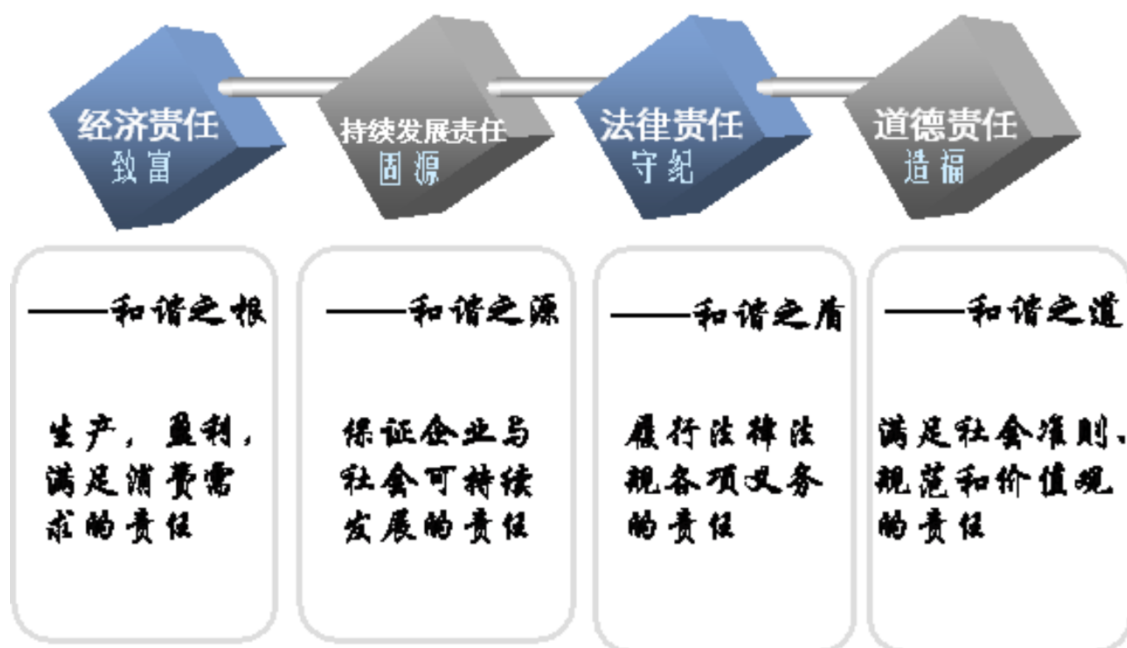 经济责任
致富
持续发展责任
固源
法律责任
守纪
道德责任
造福
——和谐之根
生产，盈利，
满足消费需
求的责任
——和谐之源
保证企业与
社会可持续
发展的责任
——和谐之盾
履行法律法
规各项义务
的责任
——和谐之道
满足社会准则、
规范和价值观
的责任